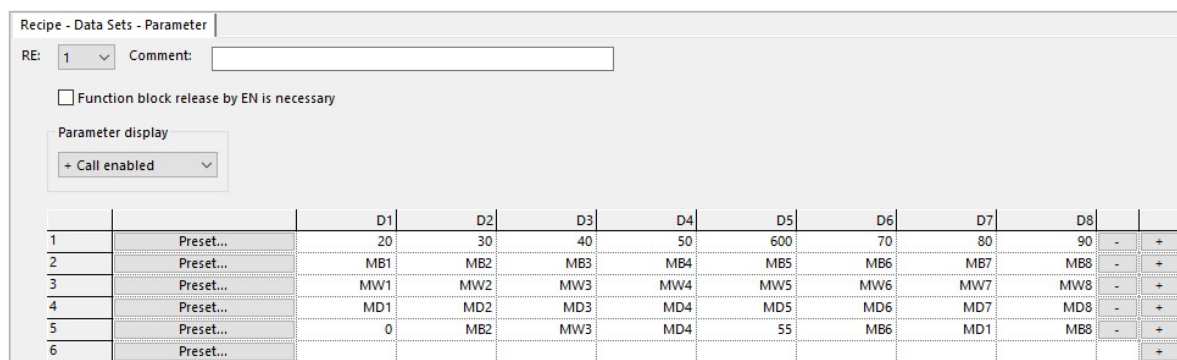 Recipe - Data Sets - Parameter
RE: 1 Comment:
Function block release by EN is necessary
Parameter display
+ Call enabled
D1 D2 D3 D4 D5 D6 D7 D8
1 Preset... 20 30 40 50 600 70 80 90 - +
2 Preset... MB1 MB2 MB3 MB4 MB5 MB6 MB7 MB8 - +
3 Preset... MW1 MW2 MW3 MW4 MW5 MW6 MW7 MW8 - +
4 Preset... MD1 MD2 MD3 MD4 MD5 MD6 MD7 MD8 - +
5 Preset... 0 MB2 MW3 MD4 55 MB6 MD1 MB8 - +
6 Preset... +